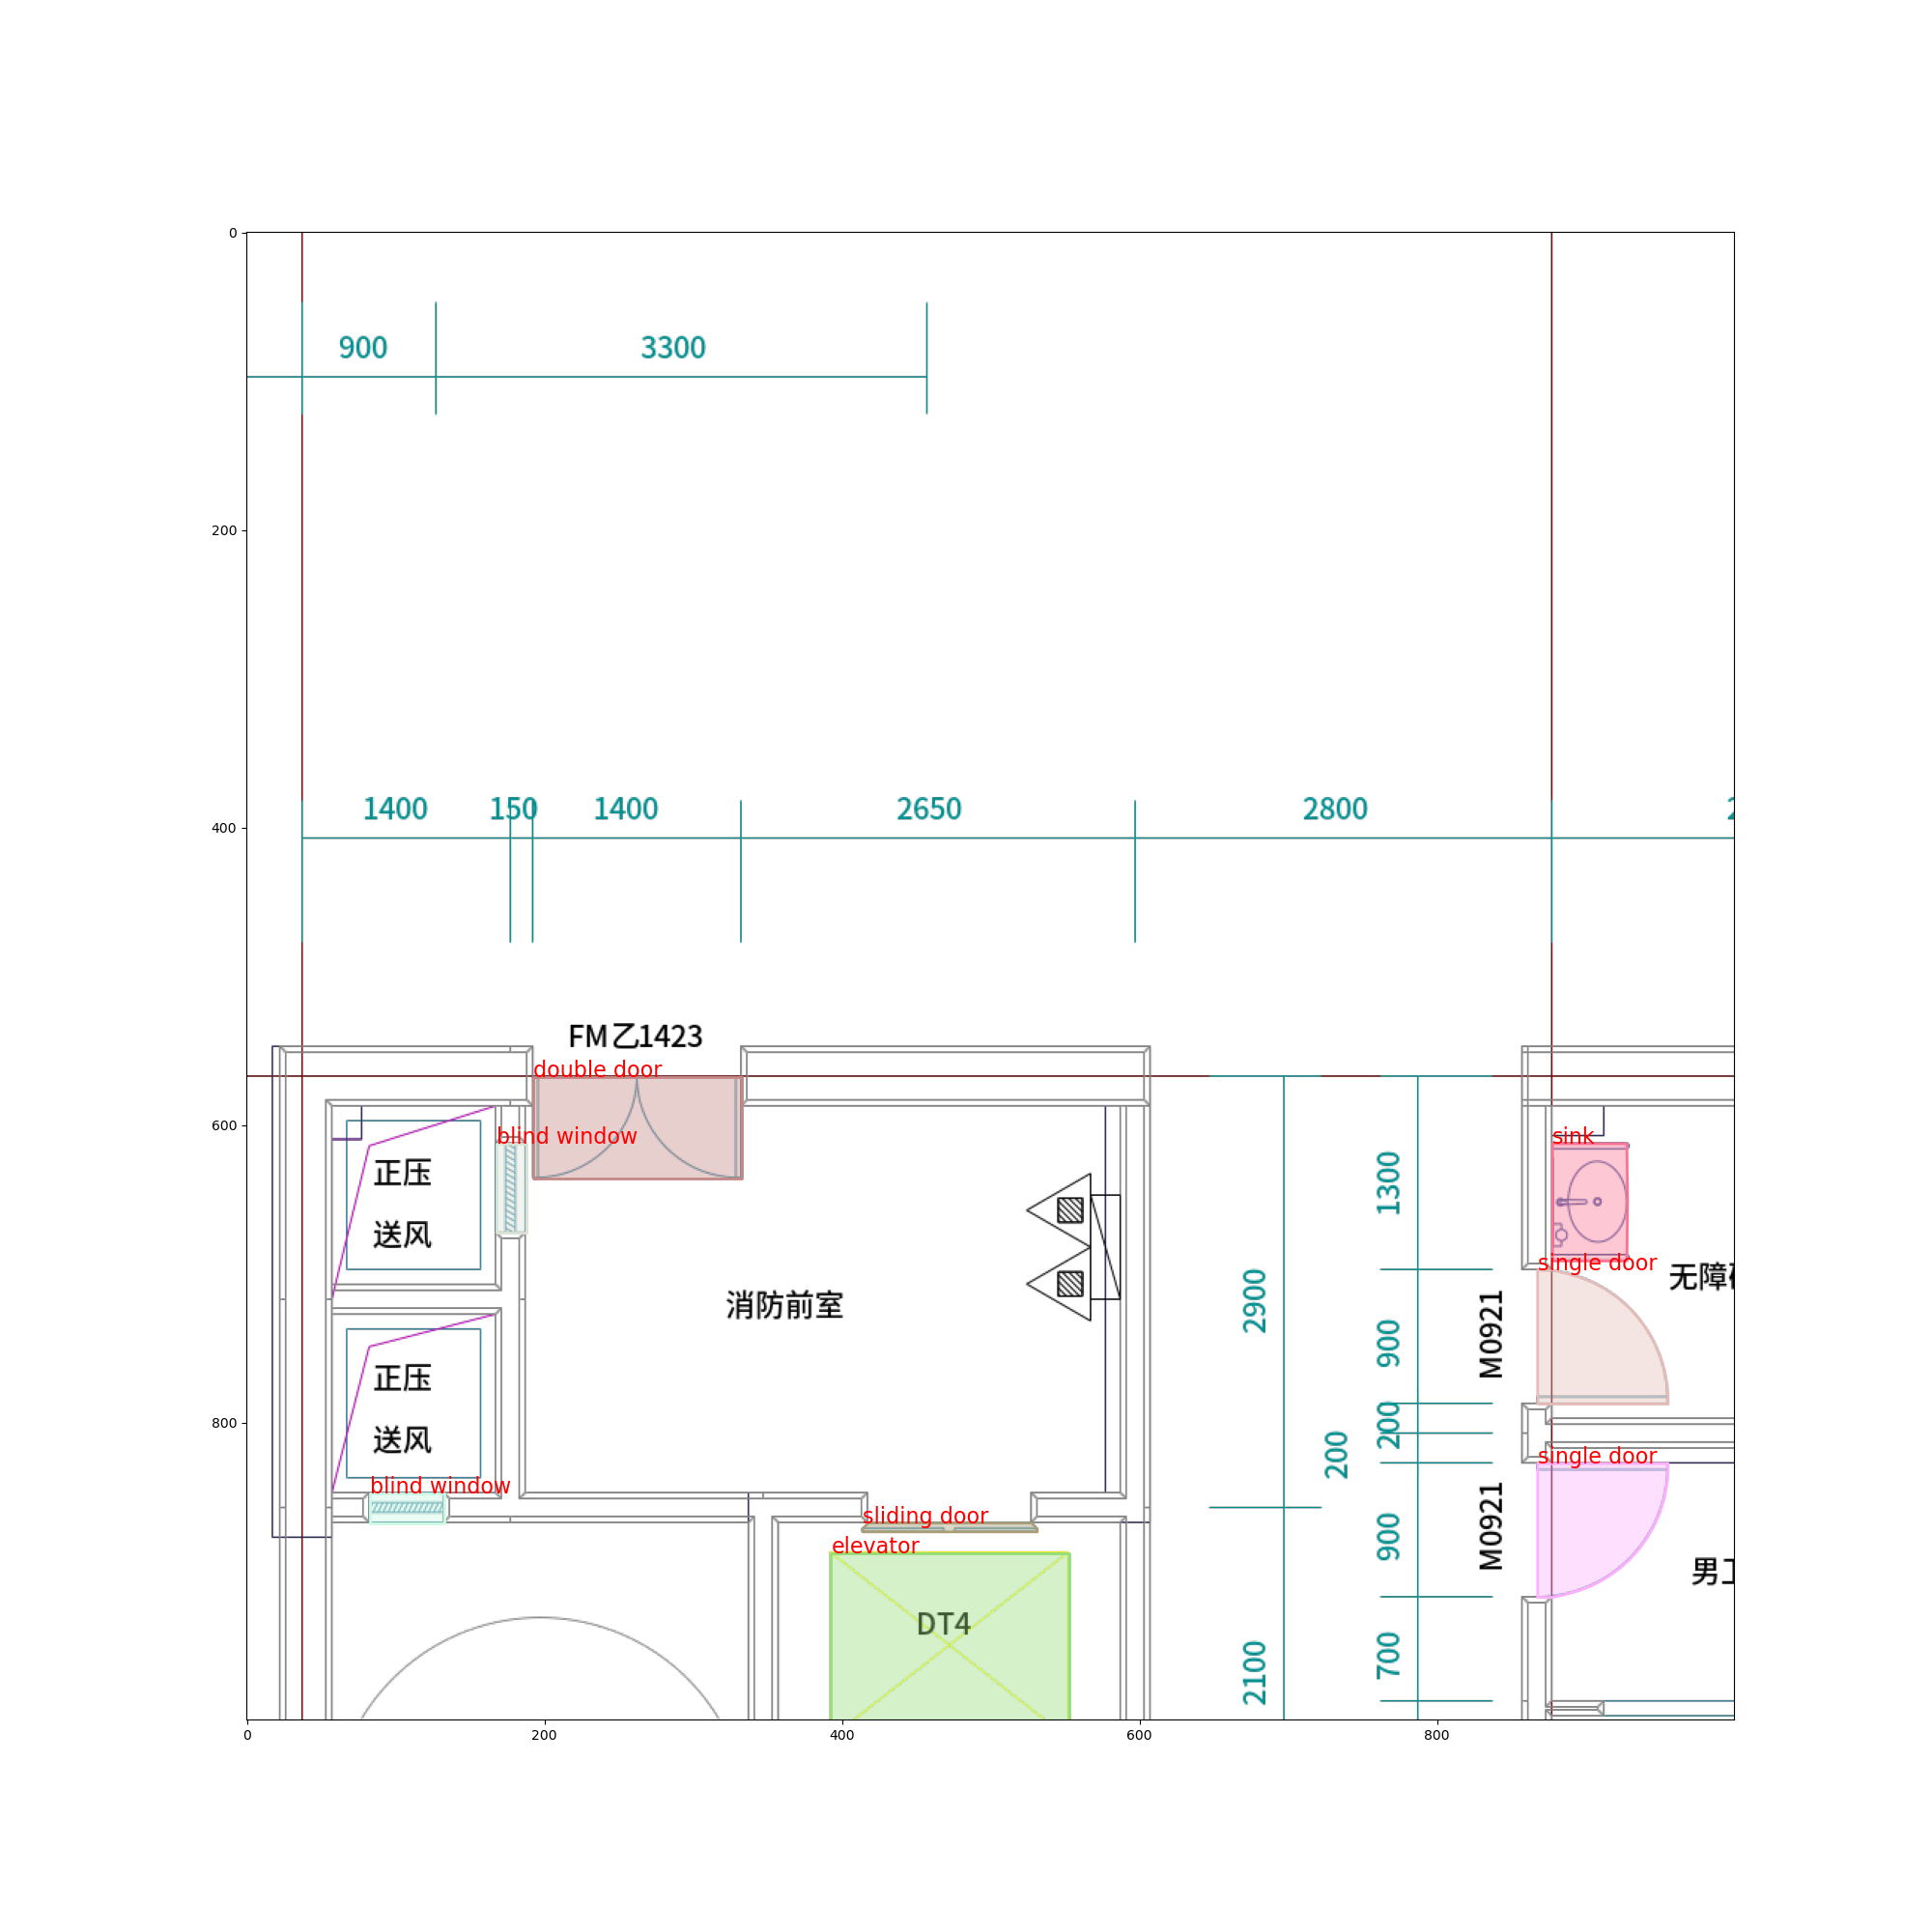 0
900
3300
200
1400
150
1400
2650
2800
400
FM乙1423
double door
600
blind window
sink
正压
送风
1300
single door
无障
消防前室
2900
900
M0921
正压
送风
800
200
200
single door
blind window
sliding door
elevator
900
M0921
男
DT4
2100
700
0
200
400
600
800